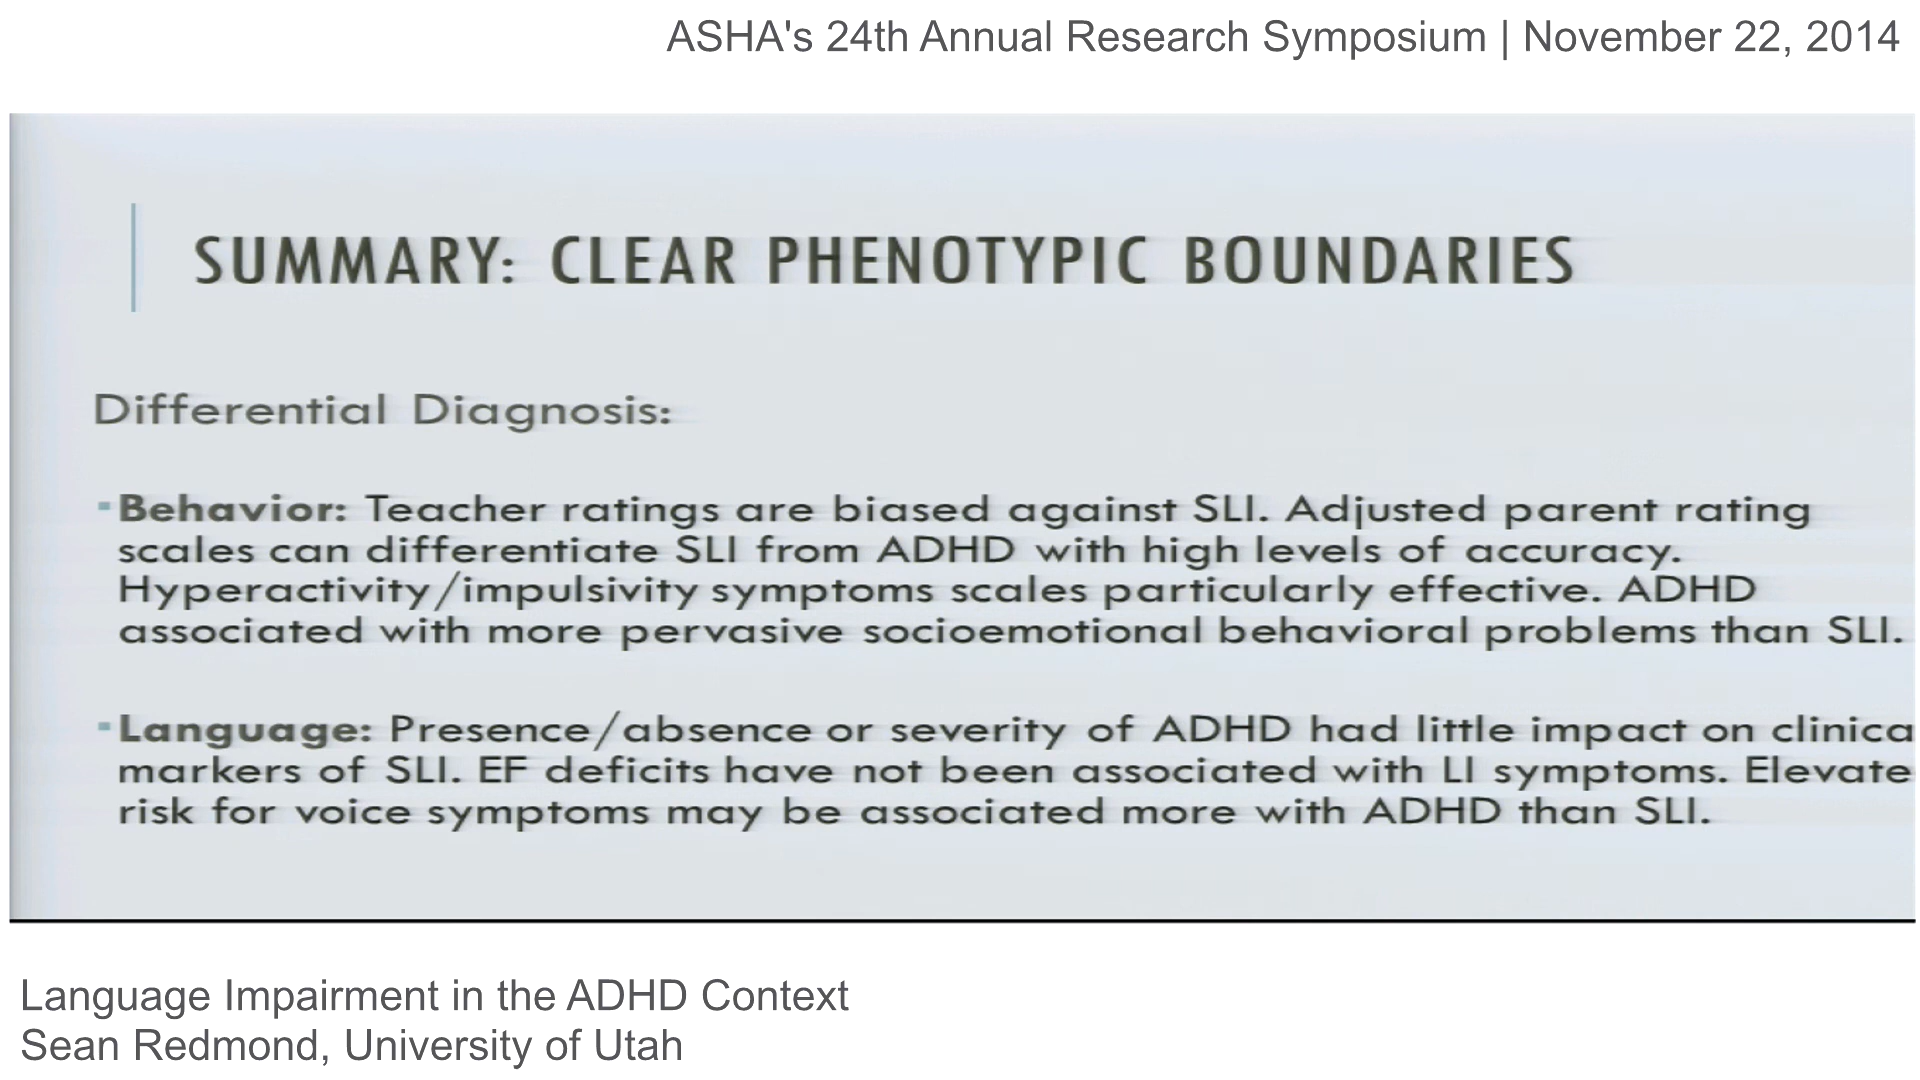 ASHA's 24th Annual Research Symposium | November 22, 2014
SUMMARY: CLEAR PHENOTYPIC BOUNDARIES
Differential Diagnosis:
▪Behavior: Teacher ratings are biased against SLI. Adjusted parent rating
scales can differentiate SLI from ADHD with high levels of accuracy.
Hyperactivity/impulsivity symptoms scales particularly effective. ADHD
associated with more pervasive socioemotional behavioral problems than SLI.
▪Language: Presence/absence or severity of ADHD had little impact on clinica
markers of SLI. EF deficits have not been associated with LI symptoms. Elevate
risk for voice symptoms may be associated more with ADHD than SLI.
Language Impairment in the ADHD Context
Sean Redmond, University of Utah